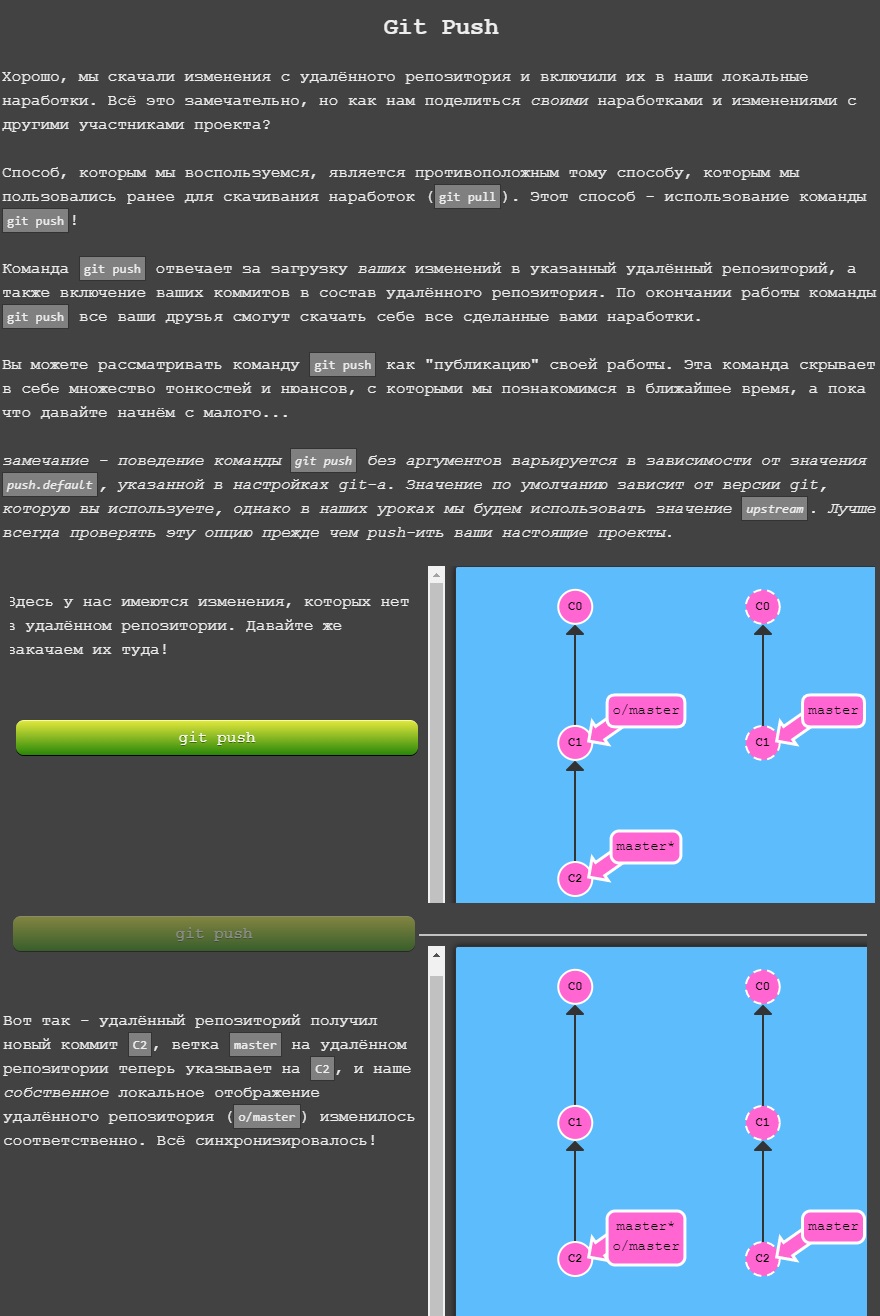 Git Push
Хорошо, мы скачали изменения с удалённого репозитория и включили их в наши локальные
наработки. Всё это замечательно, но как нам поделиться своими наработками и изменениями с
другими участниками проекта?
Способ, которым мы воспользуемся, является противоположным тому способу, которым мы
пользовались ранее для скачивания наработок (git pull). Этот способ - использование команды
git push!
Команда git push отвечает за загрузку ваших изменений в указанный удалённый репозиторий, а
также включение ваших коммитов в состав удалённого репозитория. По окончании работы команды
git push все ваши друзья смогут скачать себе все сделанные вами наработки.
Вы можете рассматривать команду git push как "публикацию" своей работы. Эта команда скрывает
в себе множество тонкостей и нюансов, с которыми мы познакомимся в ближайшее время, а пока
что давайте начнём с малого...
замечание - поведение команды git push без аргументов варьируется в зависимости от значения
push.default, указанной в настройках git-а. Значение по умолчанию зависит от версии git,
которую вы используете, однако в наших уроках мы будем использовать значение upstream. Лучше
всегда проверять эту опцию прежде чем push-ить ваши настоящие проекты.
Здесь у нас имеются изменения, которых нет
в удалённом репозитории. Давайте же
закачаем их туда!
git push
C0
C0
o/master
master
C1
C1
master*
C2
git push
Вот так - удалённый репозиторий получил
новый коммит C2, ветка master на удалённом
репозитории теперь указывает на C2, и наше
собственное локальное отображение
удалённого репозитория (o/master) изменилось
соответственно. Всё синхронизировалось!
C0
C0
C1
C1
master*
o/master
master
C2
C2